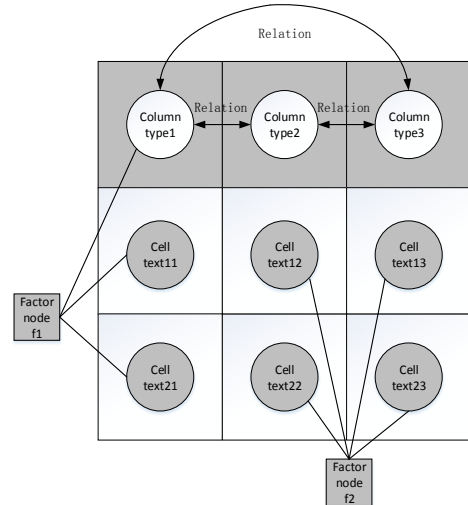 Relation
Column
type1
Relation
Column
type2
Relation
Column
type3
Cell
text11
Cell
text12
Cell
text13
Factor
node
f1
Cell
text21
Cell
text22
Cell
text23
Factor
node
f2